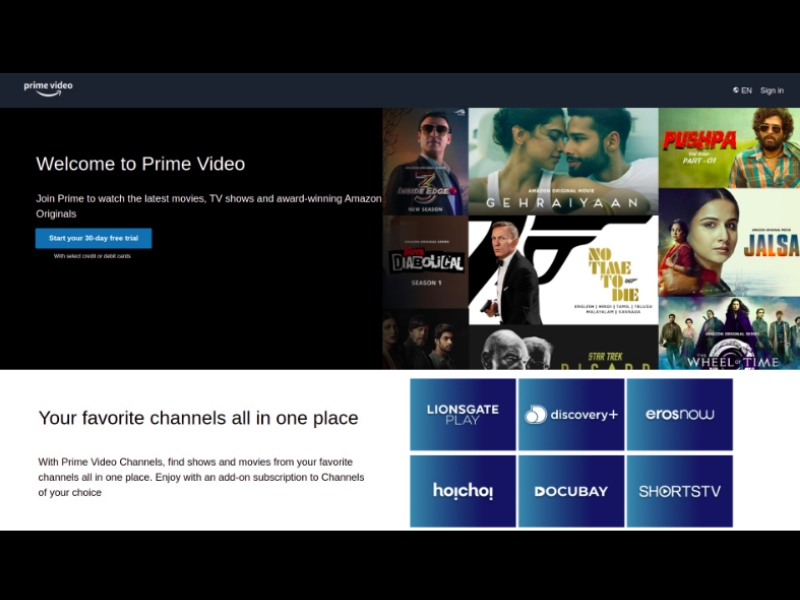 prime video
EN Sign in
Welcome to Prime Video
Join Prime to watch the latest movies, TV shows and award-winning Amazon
Originals
Start your 30-day free trial
With select credit or debit cards
INSIDE EDGE
3
NEW SEASON
AMAZON ORIGINAL MOVIE
GEHRAIYAAN
PUSHPA
PART - 01
DIABOLICAL
SEASON 1
NO
TIME
TO
DIE
ENGLISH | HINDI | TAMIL | TELUGU
MALAYALAM | KANNADA
AMAZON ORIGINAL MOVIE
JALSA
STAR TREK
AMAZON ORIGINAL SERIES
THE
WHEEL OF TIME
Your favorite channels all in one place
With Prime Video Channels, find shows and movies from your favorite
channels all in one place. Enjoy with an add-on subscription to Channels
of your choice
LIONSGATE
PLAY
discovery+
erosnow
hoichoi
DOCUBAY
SHORTSTV